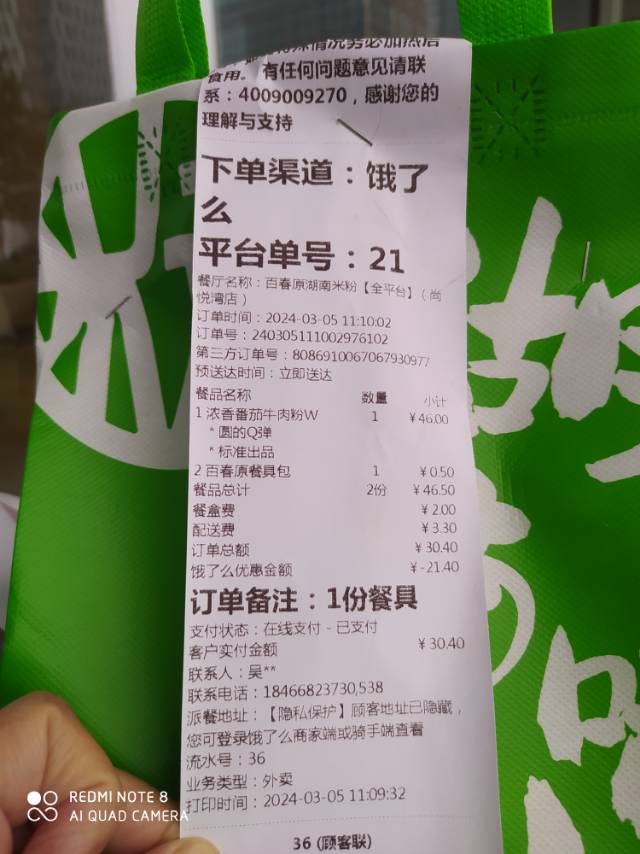 食用。有任何问题意见请联
系：4009009270，感谢您的
理解与支持
下单渠道：饿了
么
平台单号：21
餐厅名称：百春原湖南米粉【全平台】（尚
悦湾店）
订单时间：2024-03-05 11:10:02
订单号：240305111002976102
第三方订单号：8086910067067930977
预送达时间：立即送达
餐品名称 数量 小计
1 浓香番茄牛肉粉W 1 ¥46.00
*圆的Q弹
*标准出品
2 百春原餐具包 1 ¥0.50
餐品总计 2份 ¥46.50
餐盒费 ¥2.00
配送费 ¥3.30
订单总额 ¥30.40
饿了么优惠金额 ¥-21.40
订单备注：1份餐具
支付状态：在线支付 - 已支付
客户实付金额 ¥30.40
联系人：吴**
联系电话：18466823730,538
派餐地址：【隐私保护】顾客地址已隐藏，
您可登录饿了么商家端或骑手端查看
流水号：36
业务类型：外卖
打印时间：2024-03-05 11:09:32
36 (顾客联)
REDMI NOTE 8
AI QUAD CAMERA